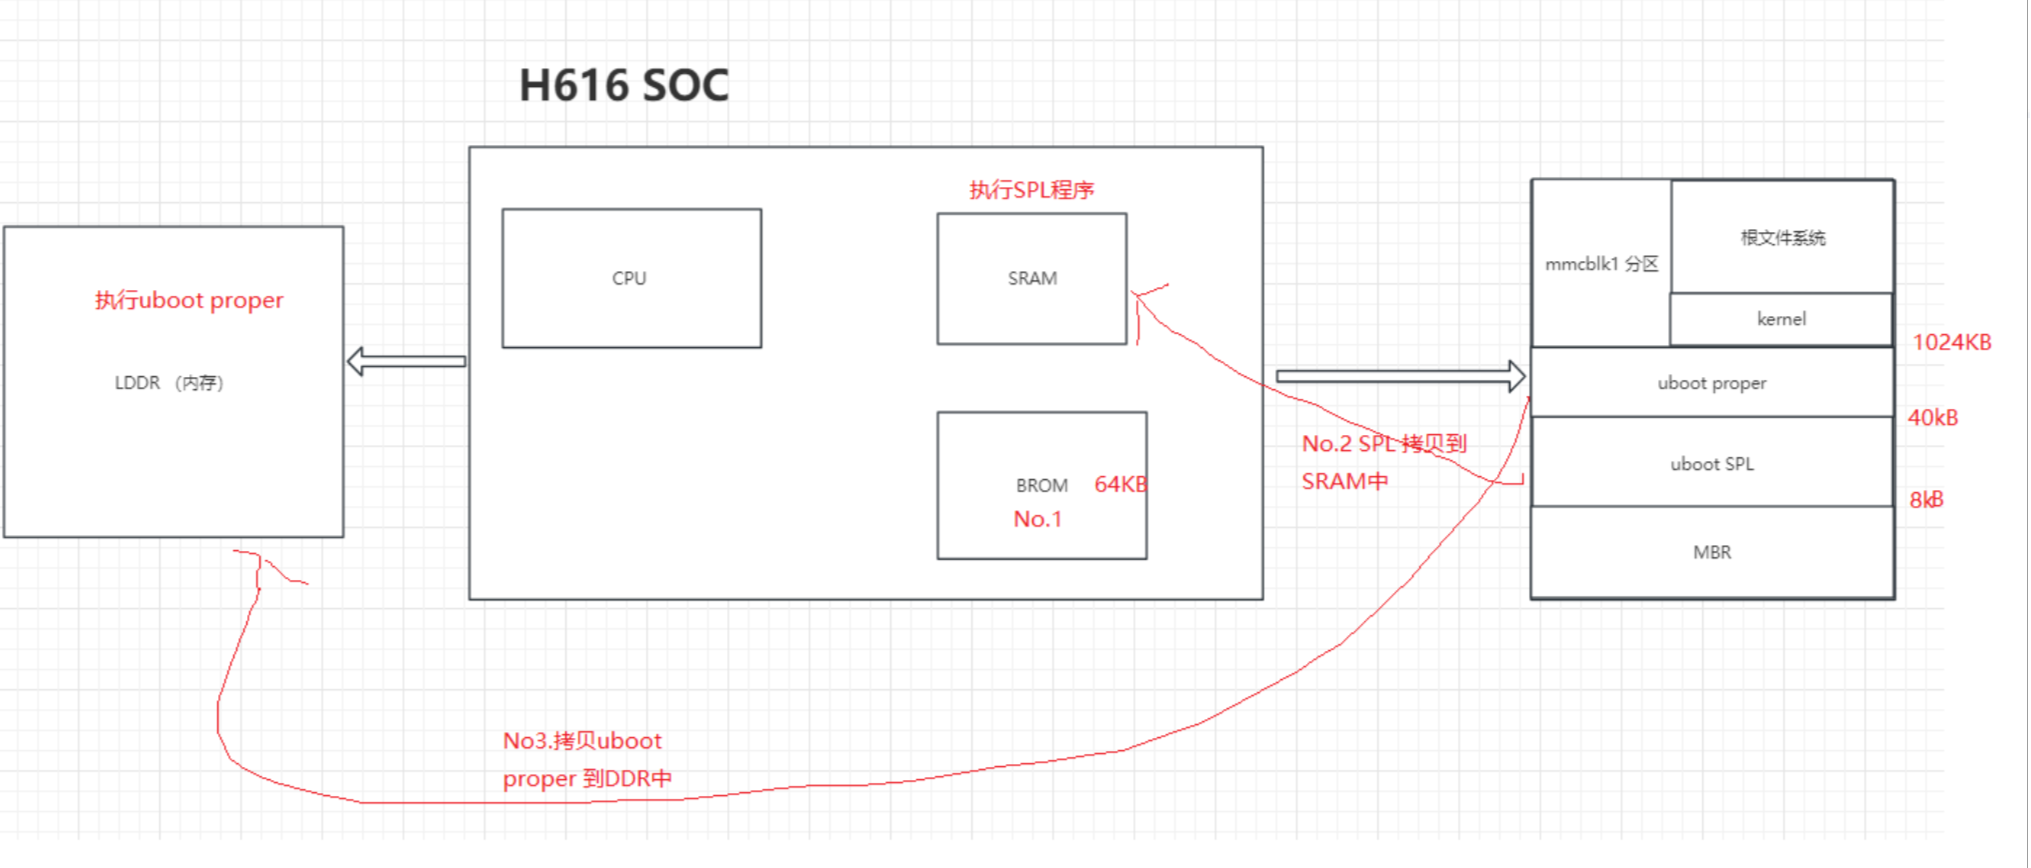 H616 SOC
执行uboot proper
LDDR （内存）
CPU
执行SPL程序
SRAM
BROM 64KB
No.1
No.2 SPL 拷贝到
SRAM中
No3.拷贝uboot
proper 到DDR中
mmcblk1 分区
根文件系统
kernel
1024KB
uboot proper
40kB
uboot SPL
8kB
MBR